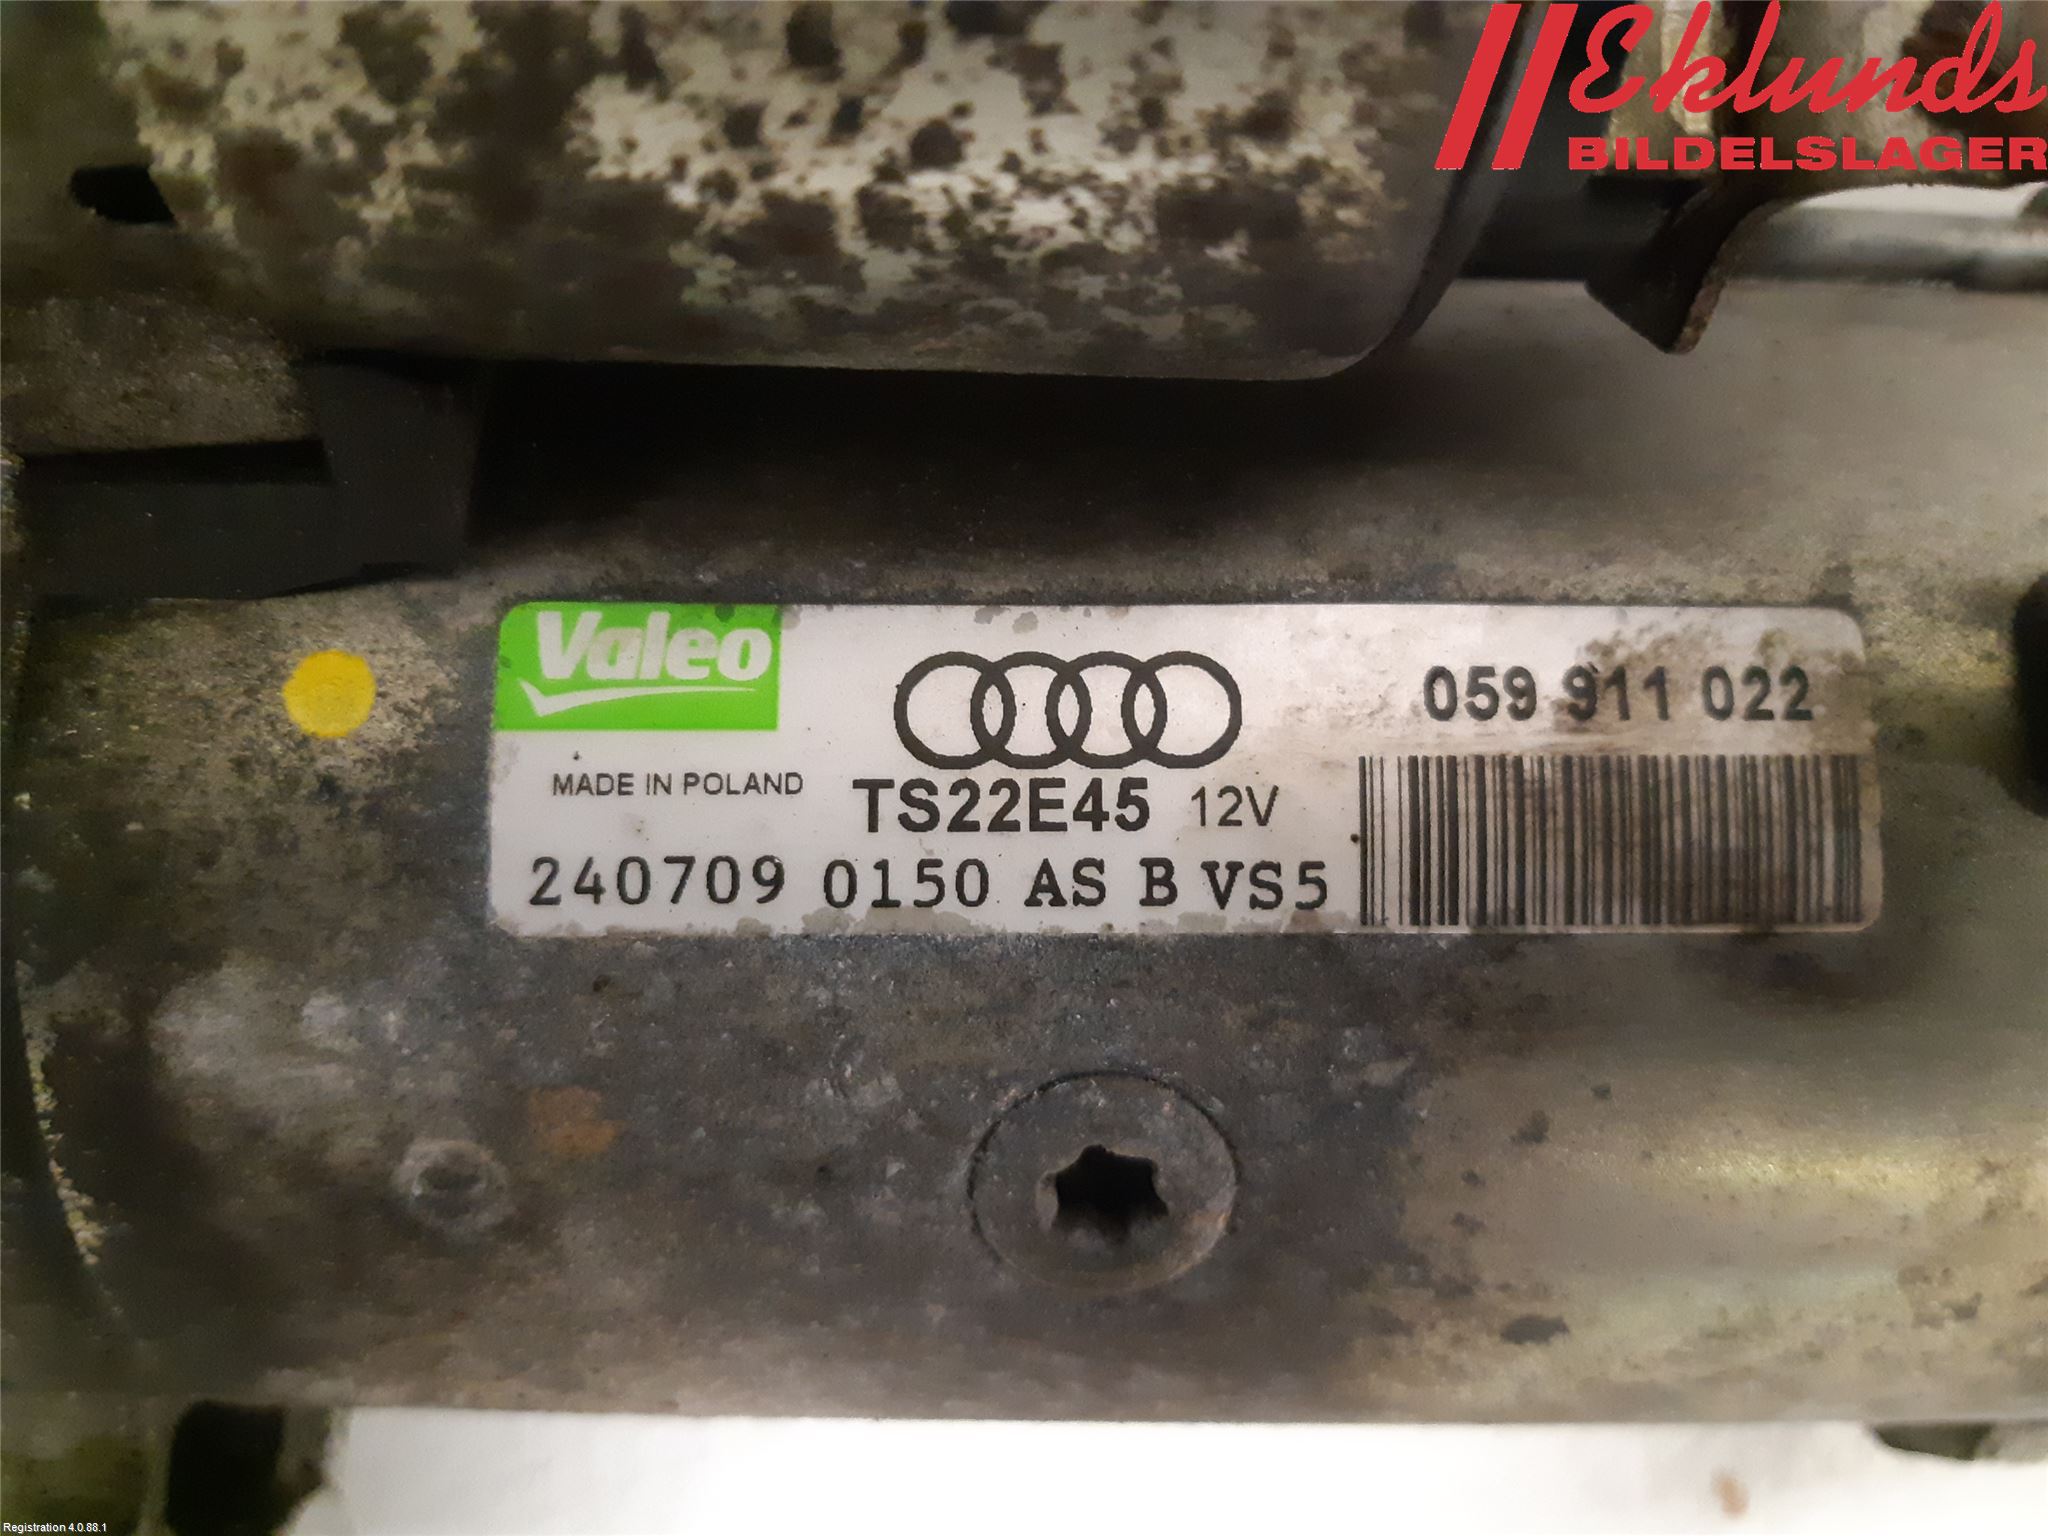 Eklunds
BILDELSLAGER
Valeo
059 911 022
MADE IN POLAND
TS22E45 12V
240709 0150 AS B VS5
Registration 4.0.88.1